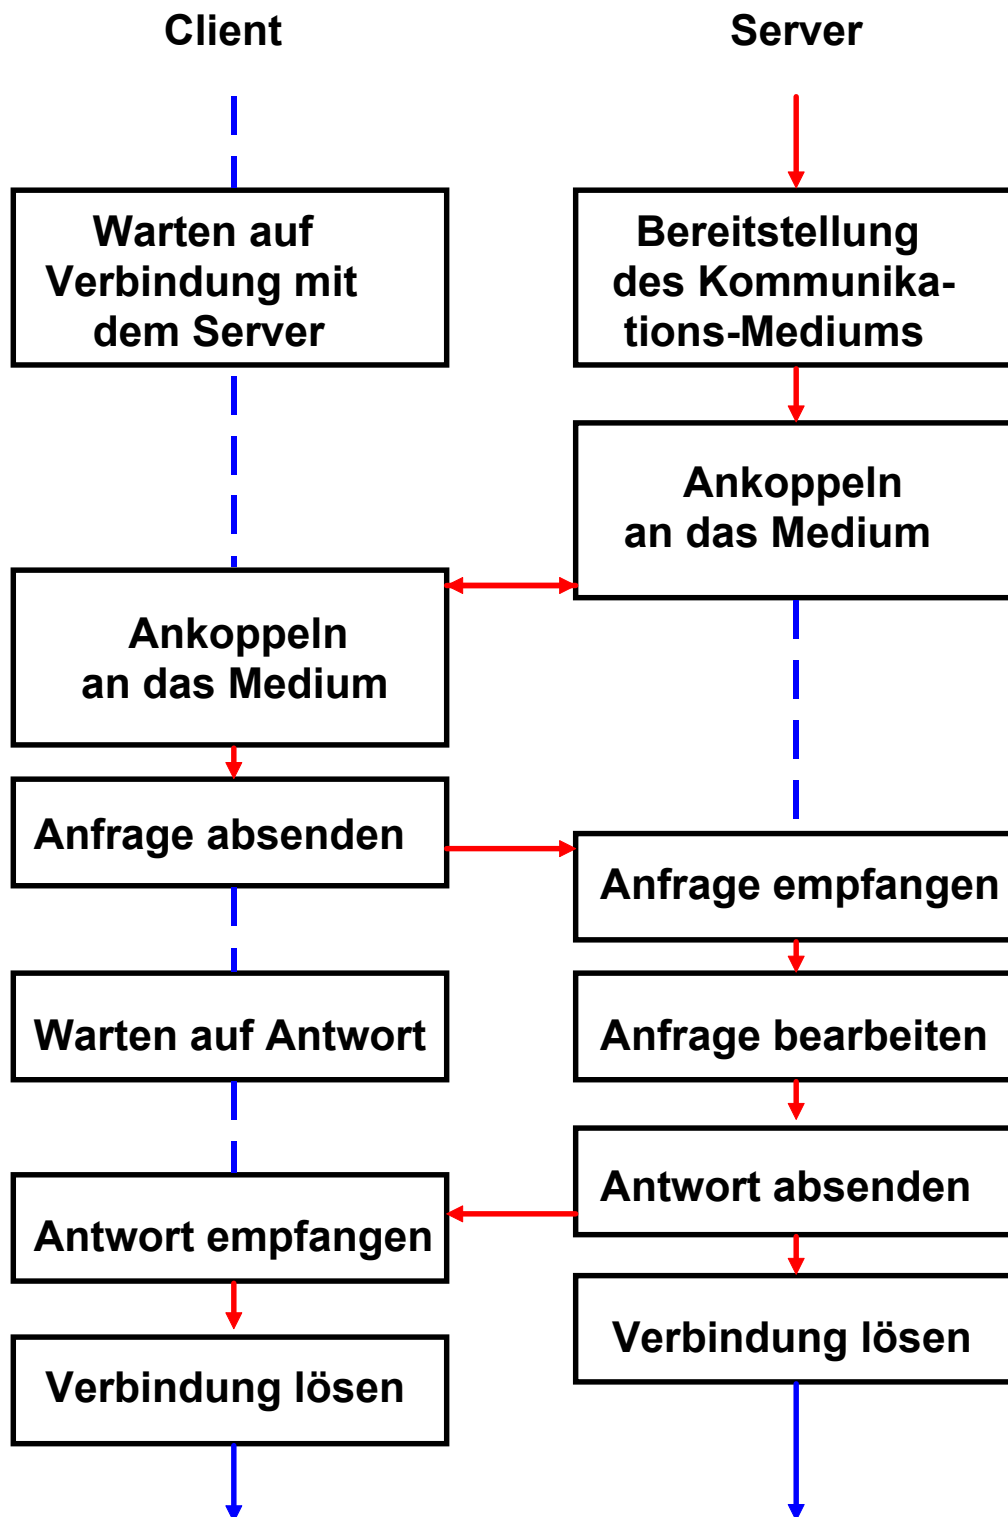 Client
Server
Warten auf
Verbindung mit
dem Server
Bereitstellung
des Kommunika-
tions-Mediums
Ankoppeln
an das Medium
Ankoppeln
an das Medium
Anfrage absenden
Anfrage empfangen
Warten auf Antwort
Anfrage bearbeiten
Antwort absenden
Antwort empfangen
Verbindung lösen
Verbindung lösen